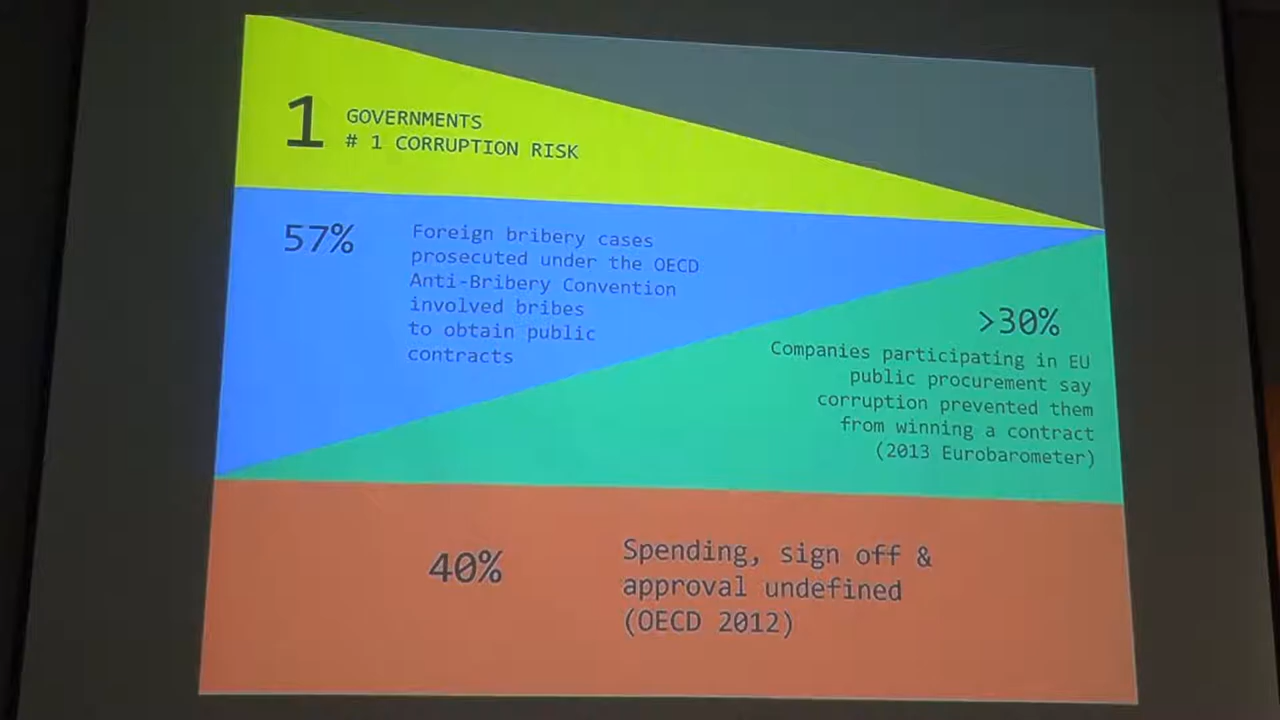 1
GOVERNMENTS
# 1 CORRUPTION RISK
57%
Foreign bribery cases
prosecuted under the OECD
Anti-Bribery Convention
involved bribes
to obtain public
contracts
>30%
Companies participating in EU
public procurement say
corruption prevented them
from winning a contract
(2013 Eurobarometer)
40%
Spending, sign off &
approval undefined
(OECD 2012)